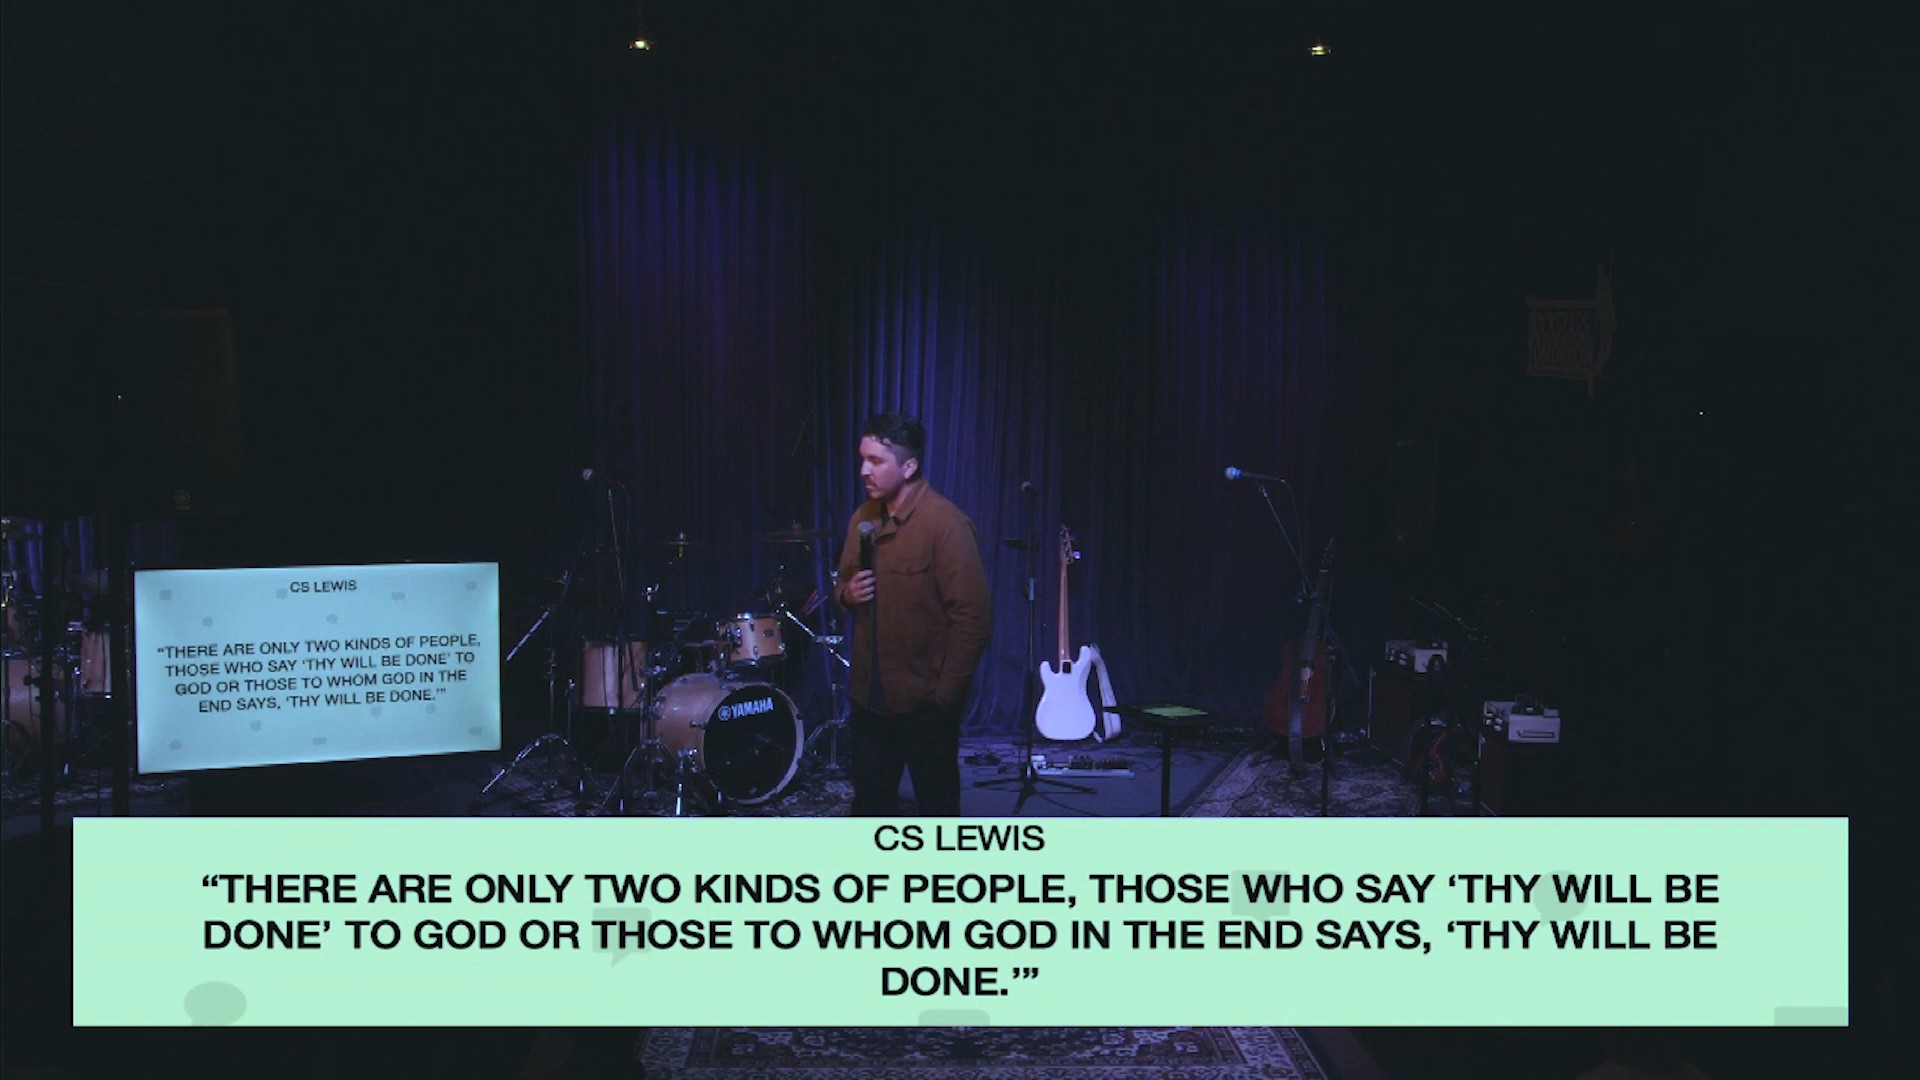 CS LEWIS
“THERE ARE ONLY TWO KINDS OF PEOPLE,
THOSE WHO SAY ‘THY WILL BE DONE’ TO
GOD OR THOSE TO WHOM GOD IN THE
END SAYS, ‘THY WILL BE DONE.’”
YAMAHA
CS LEWIS
“THERE ARE ONLY TWO KINDS OF PEOPLE, THOSE WHO SAY ‘THY WILL BE
DONE’ TO GOD OR THOSE TO WHOM GOD IN THE END SAYS, ‘THY WILL BE
DONE.’”